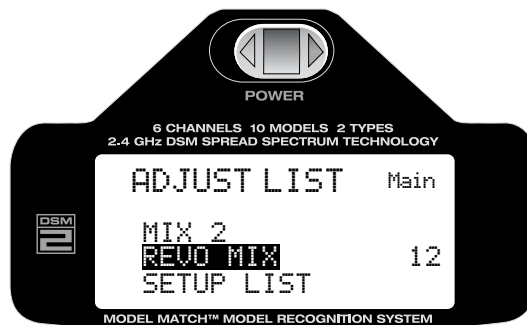 POWER
6 CHANNELS 10 MODELS 2 TYPES
2.4 GHz DSM SPREAD SPECTRUM TECHNOLOGY
ADJUST LIST Main
DSM
2
MIX 2
REVO MIX 12
SETUP LIST
MODEL MATCH™ MODEL RECOGNITION SYSTEM